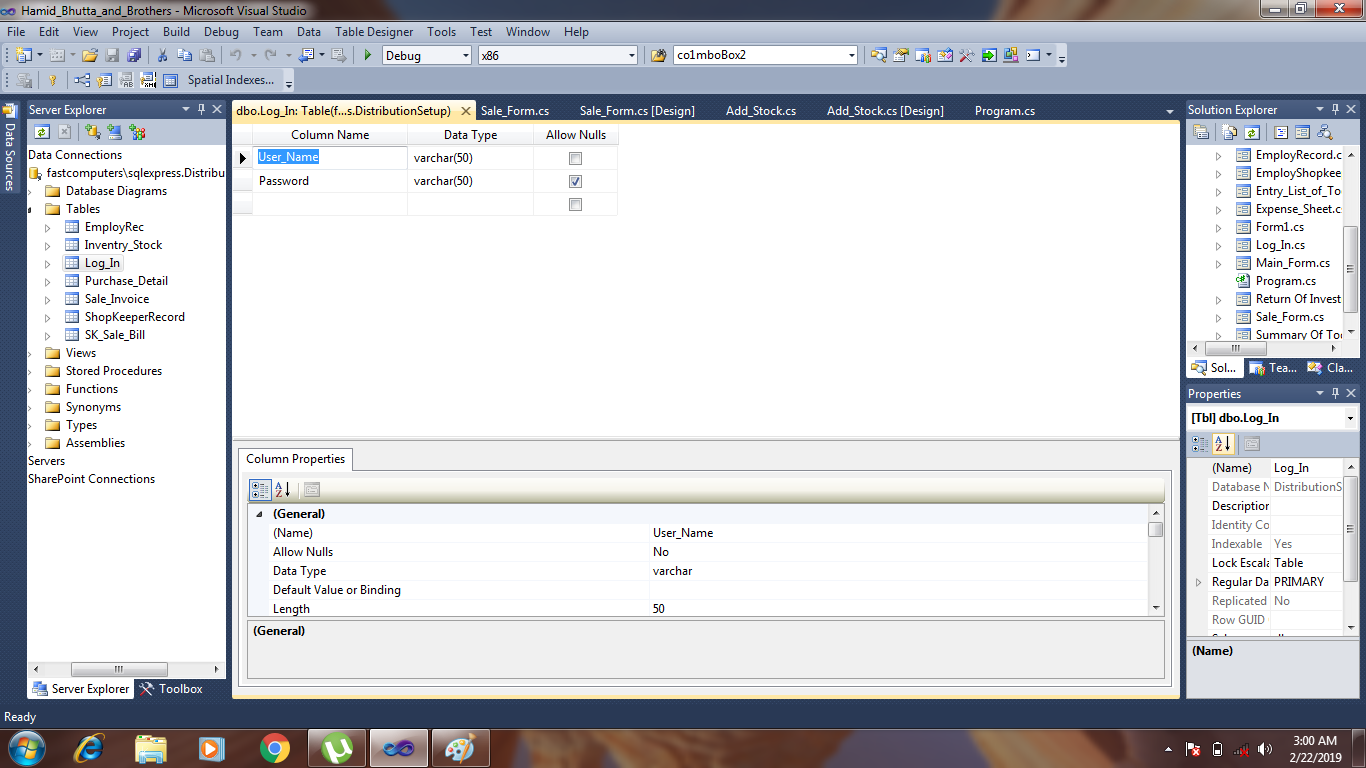 Hamid_Bhutta_and_Brothers - Microsoft Visual Studio
File Edit View Project Build Debug Team Data Table Designer Tools Test Window Help
Debug x86 co1mboBox2
Spatial Indexes...
Data Sources
Server Explorer
Data Connections
fastcomputers\sqlexpress.Distribu
Database Diagrams
Tables
EmployRec
Inventry_Stock
Log_In
Purchase_Detail
Sale_Invoice
ShopKeeperRecord
SK_Sale_Bill
Views
Stored Procedures
Functions
Synonyms
Types
Assemblies
Servers
SharePoint Connections
Server Explorer Toolbox
dbo.Log_In: Table(f...s.DistributionSetup) Sale_Form.cs Sale_Form.cs [Design] Add_Stock.cs Add_Stock.cs [Design] Program.cs
Column Name Data Type Allow Nulls
User_Name varchar(50)
Password varchar(50)
Column Properties
(General)
(Name) User_Name
Allow Nulls No
Data Type varchar
Default Value or Binding
Length 50
(General)
Solution Explorer
EmployRecord.c
EmployShopkee
Entry_List_of_To
Expense_Sheet.c
Form1.cs
Log_In.cs
Main_Form.cs
Program.cs
Return Of Invest
Sale_Form.cs
Summary Of Too
Sol... Tea... Cla...
Properties
[Tbl] dbo.Log_In
(Name) Log_In
Database N DistributionS
Description
Identity Co
Indexable Yes
Lock Escala Table
Regular Da PRIMARY
Replicated No
Row GUID
(Name)
Ready
3:00 AM
2/22/2019